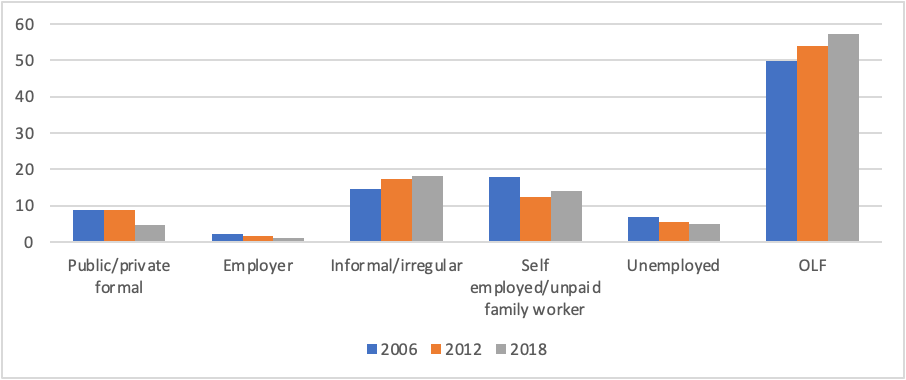 60
50
40
30
20
10
0
Public/private formal
Employer
Informal/irregular
Self employed/unpaid family worker
Unemployed
OLF
2006 2012 2018